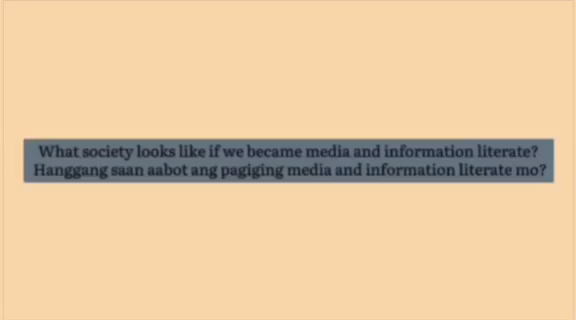 What society looks like if we became media and information literate?
Hanggang saan aabot ang pagiging media and information literate mo?